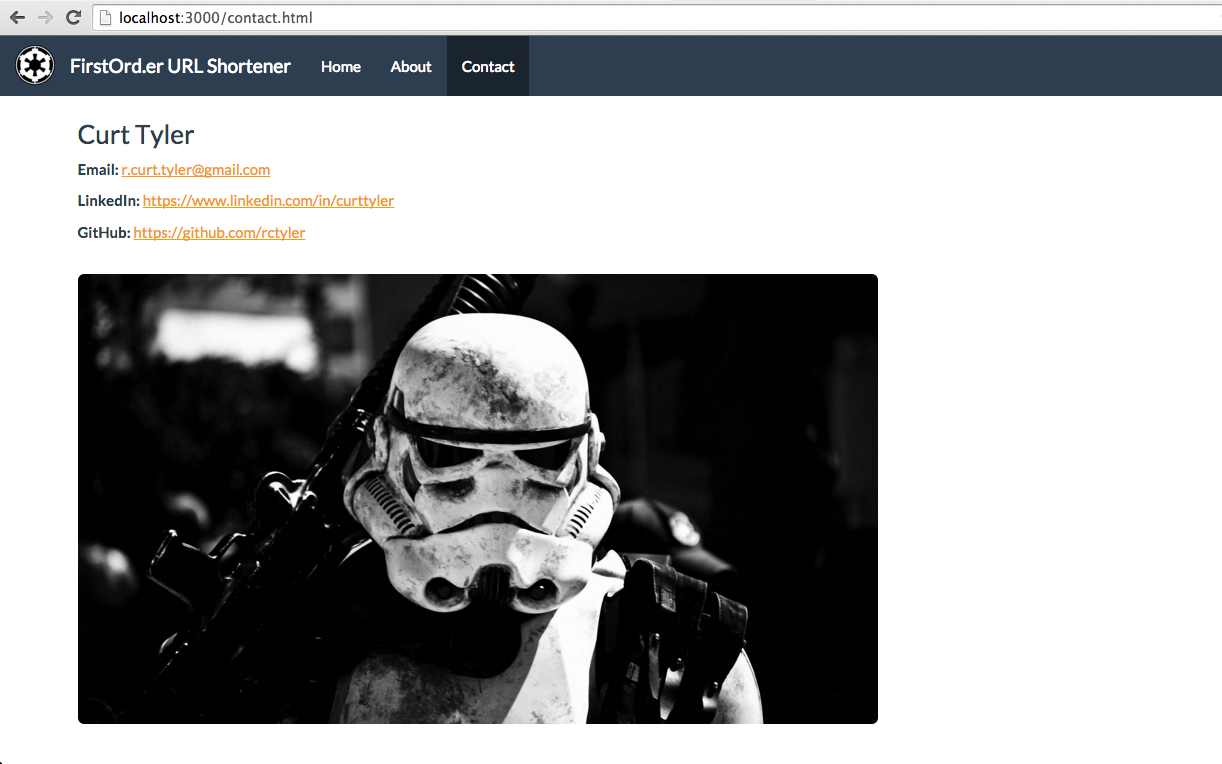 localhost:3000/contact.html
FirstOrd.er URL Shortener Home About Contact
Curt Tyler
Email: r.curt.tyler@gmail.com
LinkedIn: https://www.linkedin.com/in/curttyler
GitHub: https://github.com/rctyler